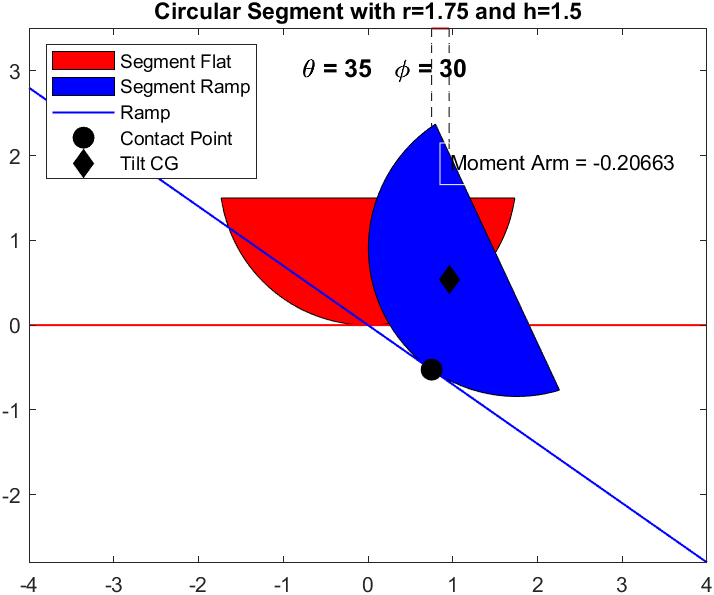 Circular Segment with r=1.75 and h=1.5
θ = 35 ϕ = 30
Segment Flat
Segment Ramp
Ramp
Contact Point
Tilt CG
Moment Arm = -0.20663
3
2
1
0
-1
-2
-4 -3 -2 -1 0 1 2 3 4